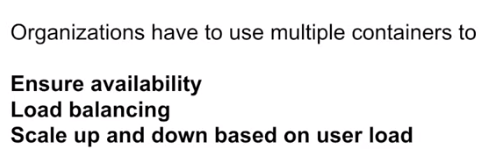 Organizations have to use multiple containers to
Ensure availability
Load balancing
Scale up and down based on user load